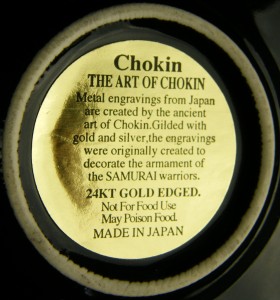 Chokin
THE ART OF CHOKIN
Metal engravings from Japan
are created by the ancient
art of Chokin.Gilded with
gold and silver,the engravings
were originally created to
decorate the armament of
the SAMURAI warriors.
24KT GOLD EDGED.
Not For Food Use
May Poison Food.
MADE IN JAPAN